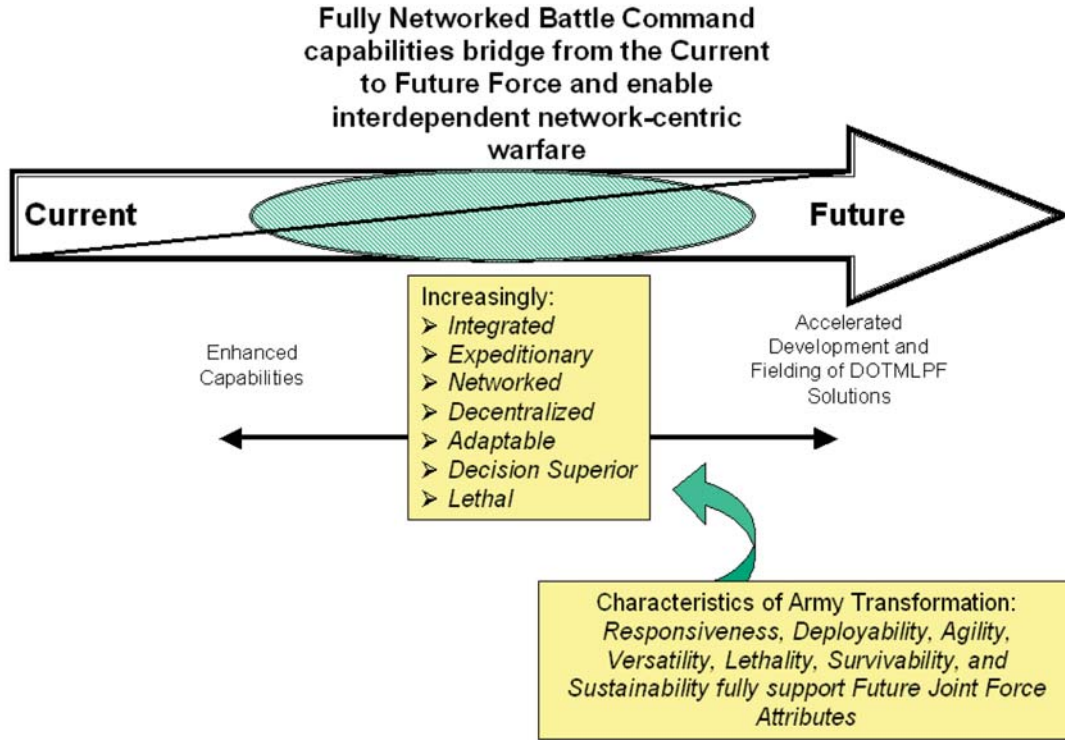 Fully Networked Battle Command
capabilities bridge from the Current
to Future Force and enable
interdependent network-centric
warfare
Current
Future
Increasingly:
➢ Integrated
➢ Expeditionary
➢ Networked
➢ Decentralized
➢ Adaptable
➢ Decision Superior
➢ Lethal
Enhanced
Capabilities
Accelerated
Development and
Fielding of DOTMLPF
Solutions
Characteristics of Army Transformation:
Responsiveness, Deployability, Agility,
Versatility, Lethality, Survivability, and
Sustainability fully support Future Joint Force
Attributes